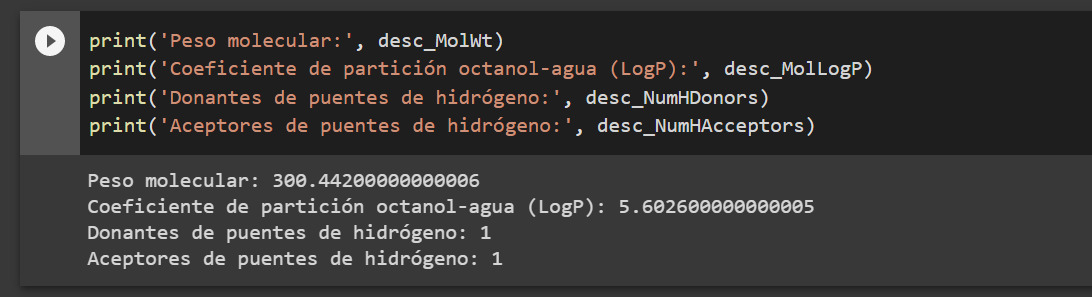 print('Peso molecular:', desc_MolWt)
print('Coeficiente de partición octanol-agua (LogP):', desc_MolLogP)
print('Donantes de puentes de hidrógeno:', desc_NumHDonors)
print('Aceptores de puentes de hidrógeno:', desc_NumHAcceptors)
Peso molecular: 300.44200000000006
Coeficiente de partición octanol-agua (LogP): 5.602600000000005
Donantes de puentes de hidrógeno: 1
Aceptores de puentes de hidrógeno: 1